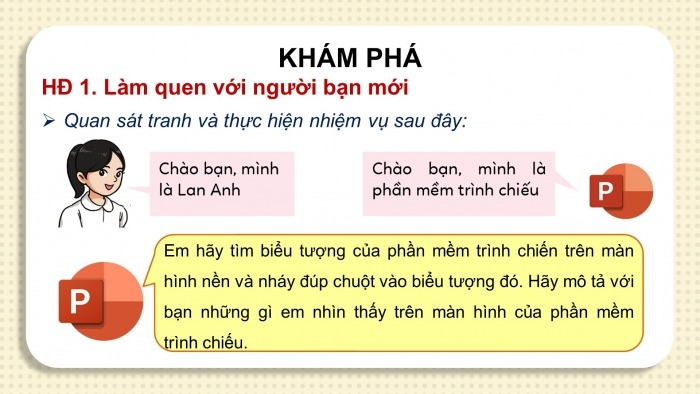 KHÁM PHÁ
HĐ 1. Làm quen với người bạn mới
➢ Quan sát tranh và thực hiện nhiệm vụ sau đây:
Chào bạn, mình
là Lan Anh
Chào bạn, mình là
phần mềm trình chiếu
P
Em hãy tìm biểu tượng của phần mềm trình chiến trên màn
hình nền và nháy đúp chuột vào biểu tượng đó. Hãy mô tả với
bạn những gì em nhìn thấy trên màn hình của phần mềm
trình chiếu.
P